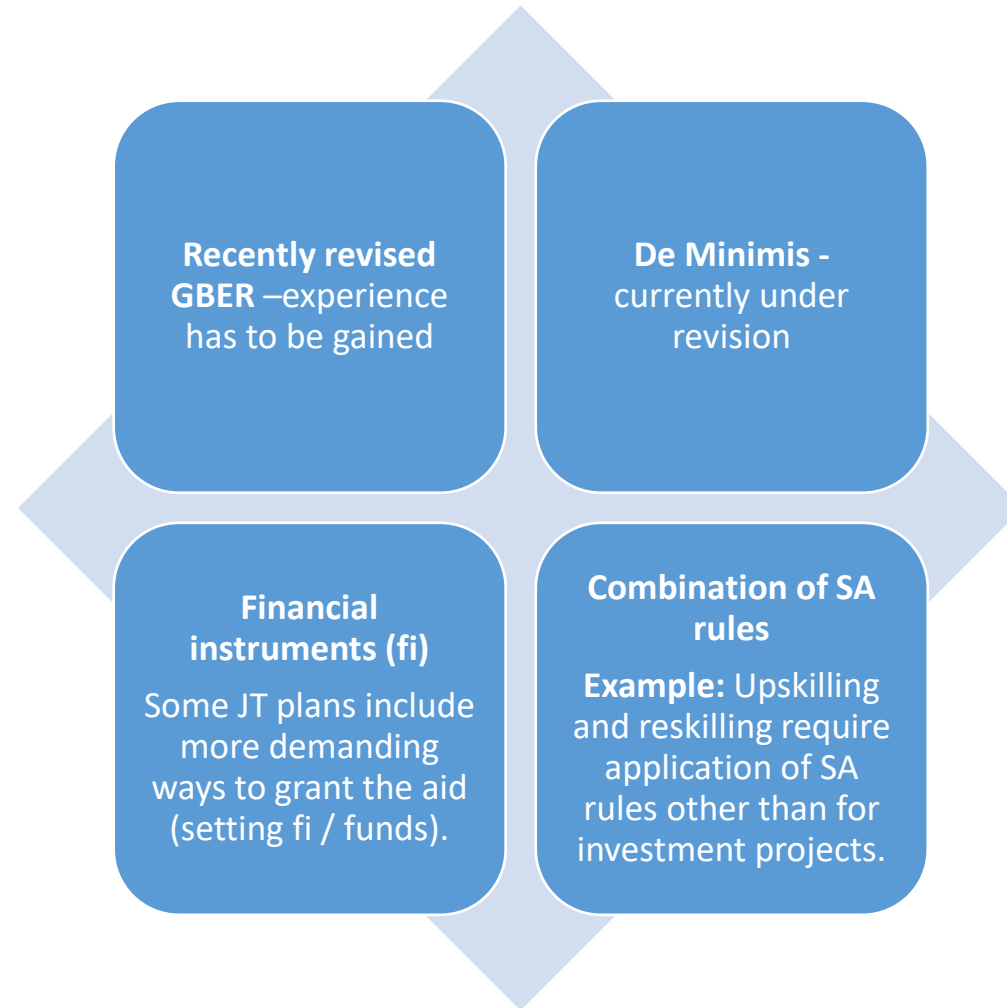 Recently revised
GBER –experience
has to be gained
De Minimis -
currently under
revision
Financial
instruments (fi)
Some JT plans include
more demanding
ways to grant the aid
(setting fi / funds).
Combination of SA
rules
Example: Upskilling
and reskilling require
application of SA
rules other than for
investment projects.